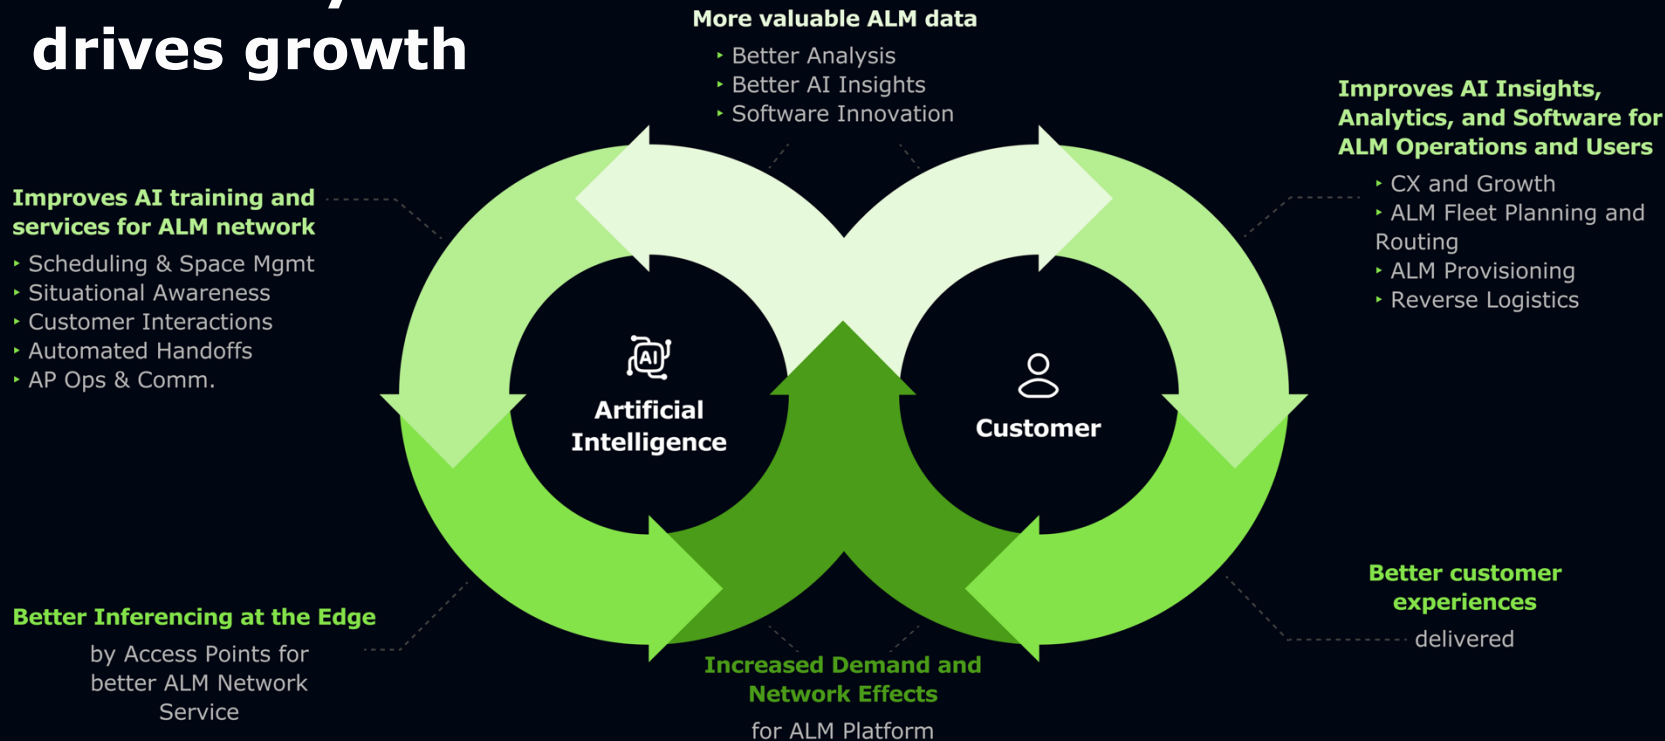 drives growth
More valuable ALM data
‣ Better Analysis
‣ Better AI Insights
‣ Software Innovation
Improves AI Insights,
Analytics, and Software for
ALM Operations and Users
‣ CX and Growth
‣ ALM Fleet Planning and
Routing
‣ ALM Provisioning
‣ Reverse Logistics
Improves AI training and
services for ALM network
‣ Scheduling & Space Mgmt
‣ Situational Awareness
‣ Customer Interactions
‣ Automated Handoffs
‣ AP Ops & Comm.
AI
Artificial
Intelligence
Customer
Better Inferencing at the Edge
by Access Points for
better ALM Network
Service
Increased Demand and
Network Effects
for ALM Platform
Better customer
experiences
delivered